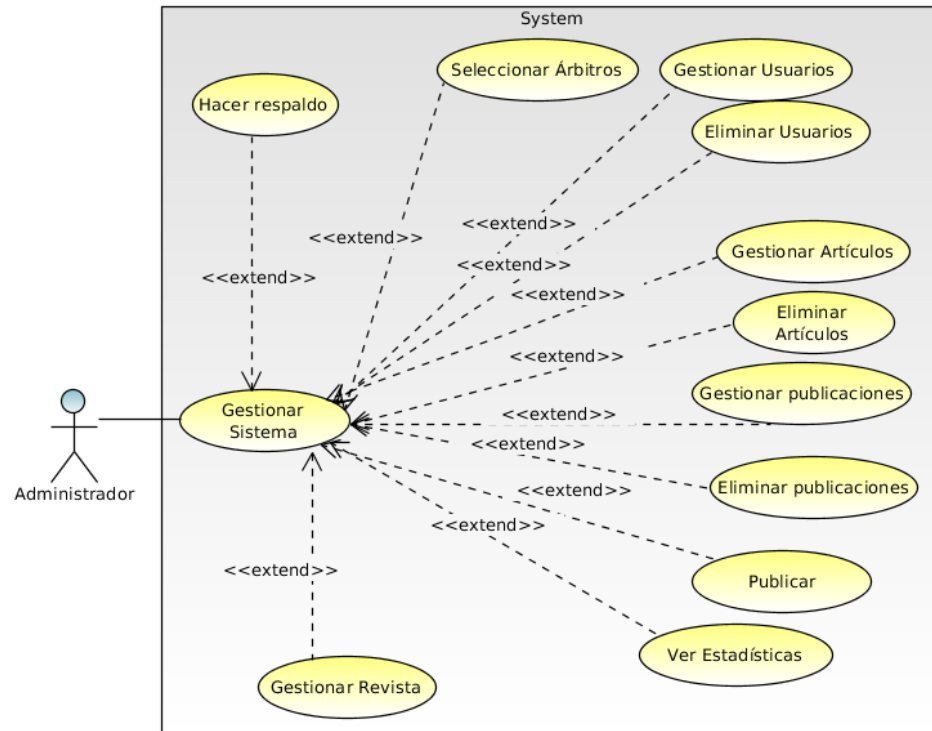 System
Seleccionar Árbitros
Gestionar Usuarios
Hacer respaldo
Eliminar Usuarios
<<extend>>
<<extend>>
Gestionar Artículos
<<extend>>
<<extend>>
<<extend>>
Eliminar
Artículos
<<extend>>
Gestionar publicaciones
Gestionar
Sistema
<<extend>>
<<extend>>
Eliminar publicaciones
Administrador
<<extend>>
<<extend>>
<<extend>>
Publicar
Ver Estadísticas
Gestionar Revista